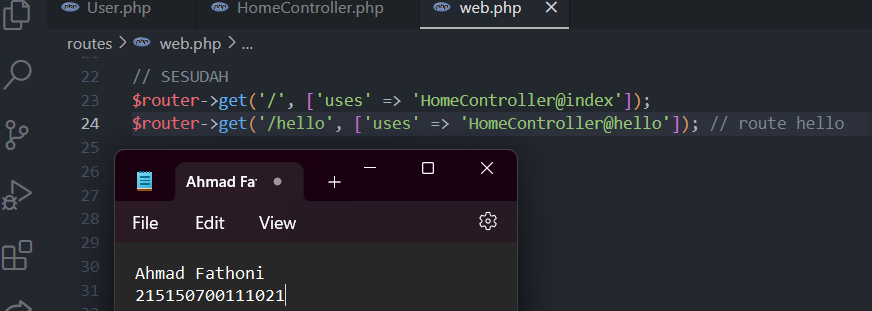 User.php HomeController.php web.php
routes > web.php > ...
22 // SESUDAH
23 $router->get('/', ['uses' => 'HomeController@index']);
24 $router->get('/hello', ['uses' => 'HomeController@hello']); // route hello
25
26
27
28
29
30
31
Ahmad Fat
File Edit View
Ahmad Fathoni
215150700111021